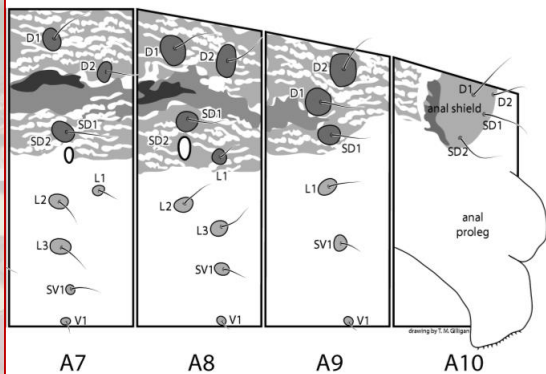 D1
D2
SD1
SD2
L1
L2
L3
SV1
V1
A7
D1
D2
SD1
SD2
L1
L2
L3
SV1
V1
A8
D2
D1
SD1
L1
SV1
V1
A9
D1
D2
anal shield
SD1
SD2
anal
proleg
drawing by T. M. Gilligan
A10